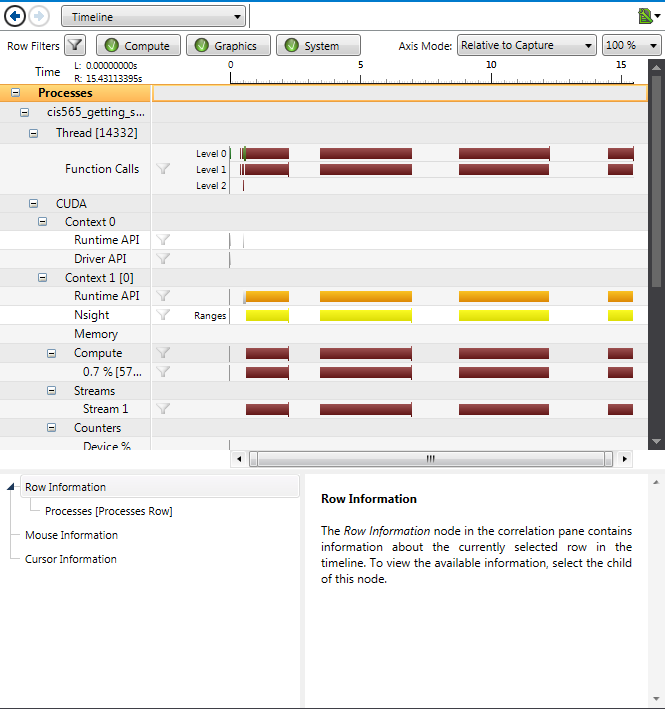 Timeline
Row Filters Compute Graphics System Axis Mode: Relative to Capture 100 %
Time L: 0.00000000s R: 15.43113395s 0 5 10 15
Processes
cis565_getting_s...
Thread [14332]
Level 0
Function Calls Level 1
Level 2
CUDA
Context 0
Runtime API
Driver API
Context 1 [0]
Runtime API
Nsight Ranges
Memory
Compute
0.7 % [57...
Streams
Stream 1
Counters
Device %
Row Information
Processes [Processes Row]
Mouse Information
Cursor Information
Row Information
The Row Information node in the correlation pane contains
information about the currently selected row in the
timeline. To view the available information, select the child
of this node.